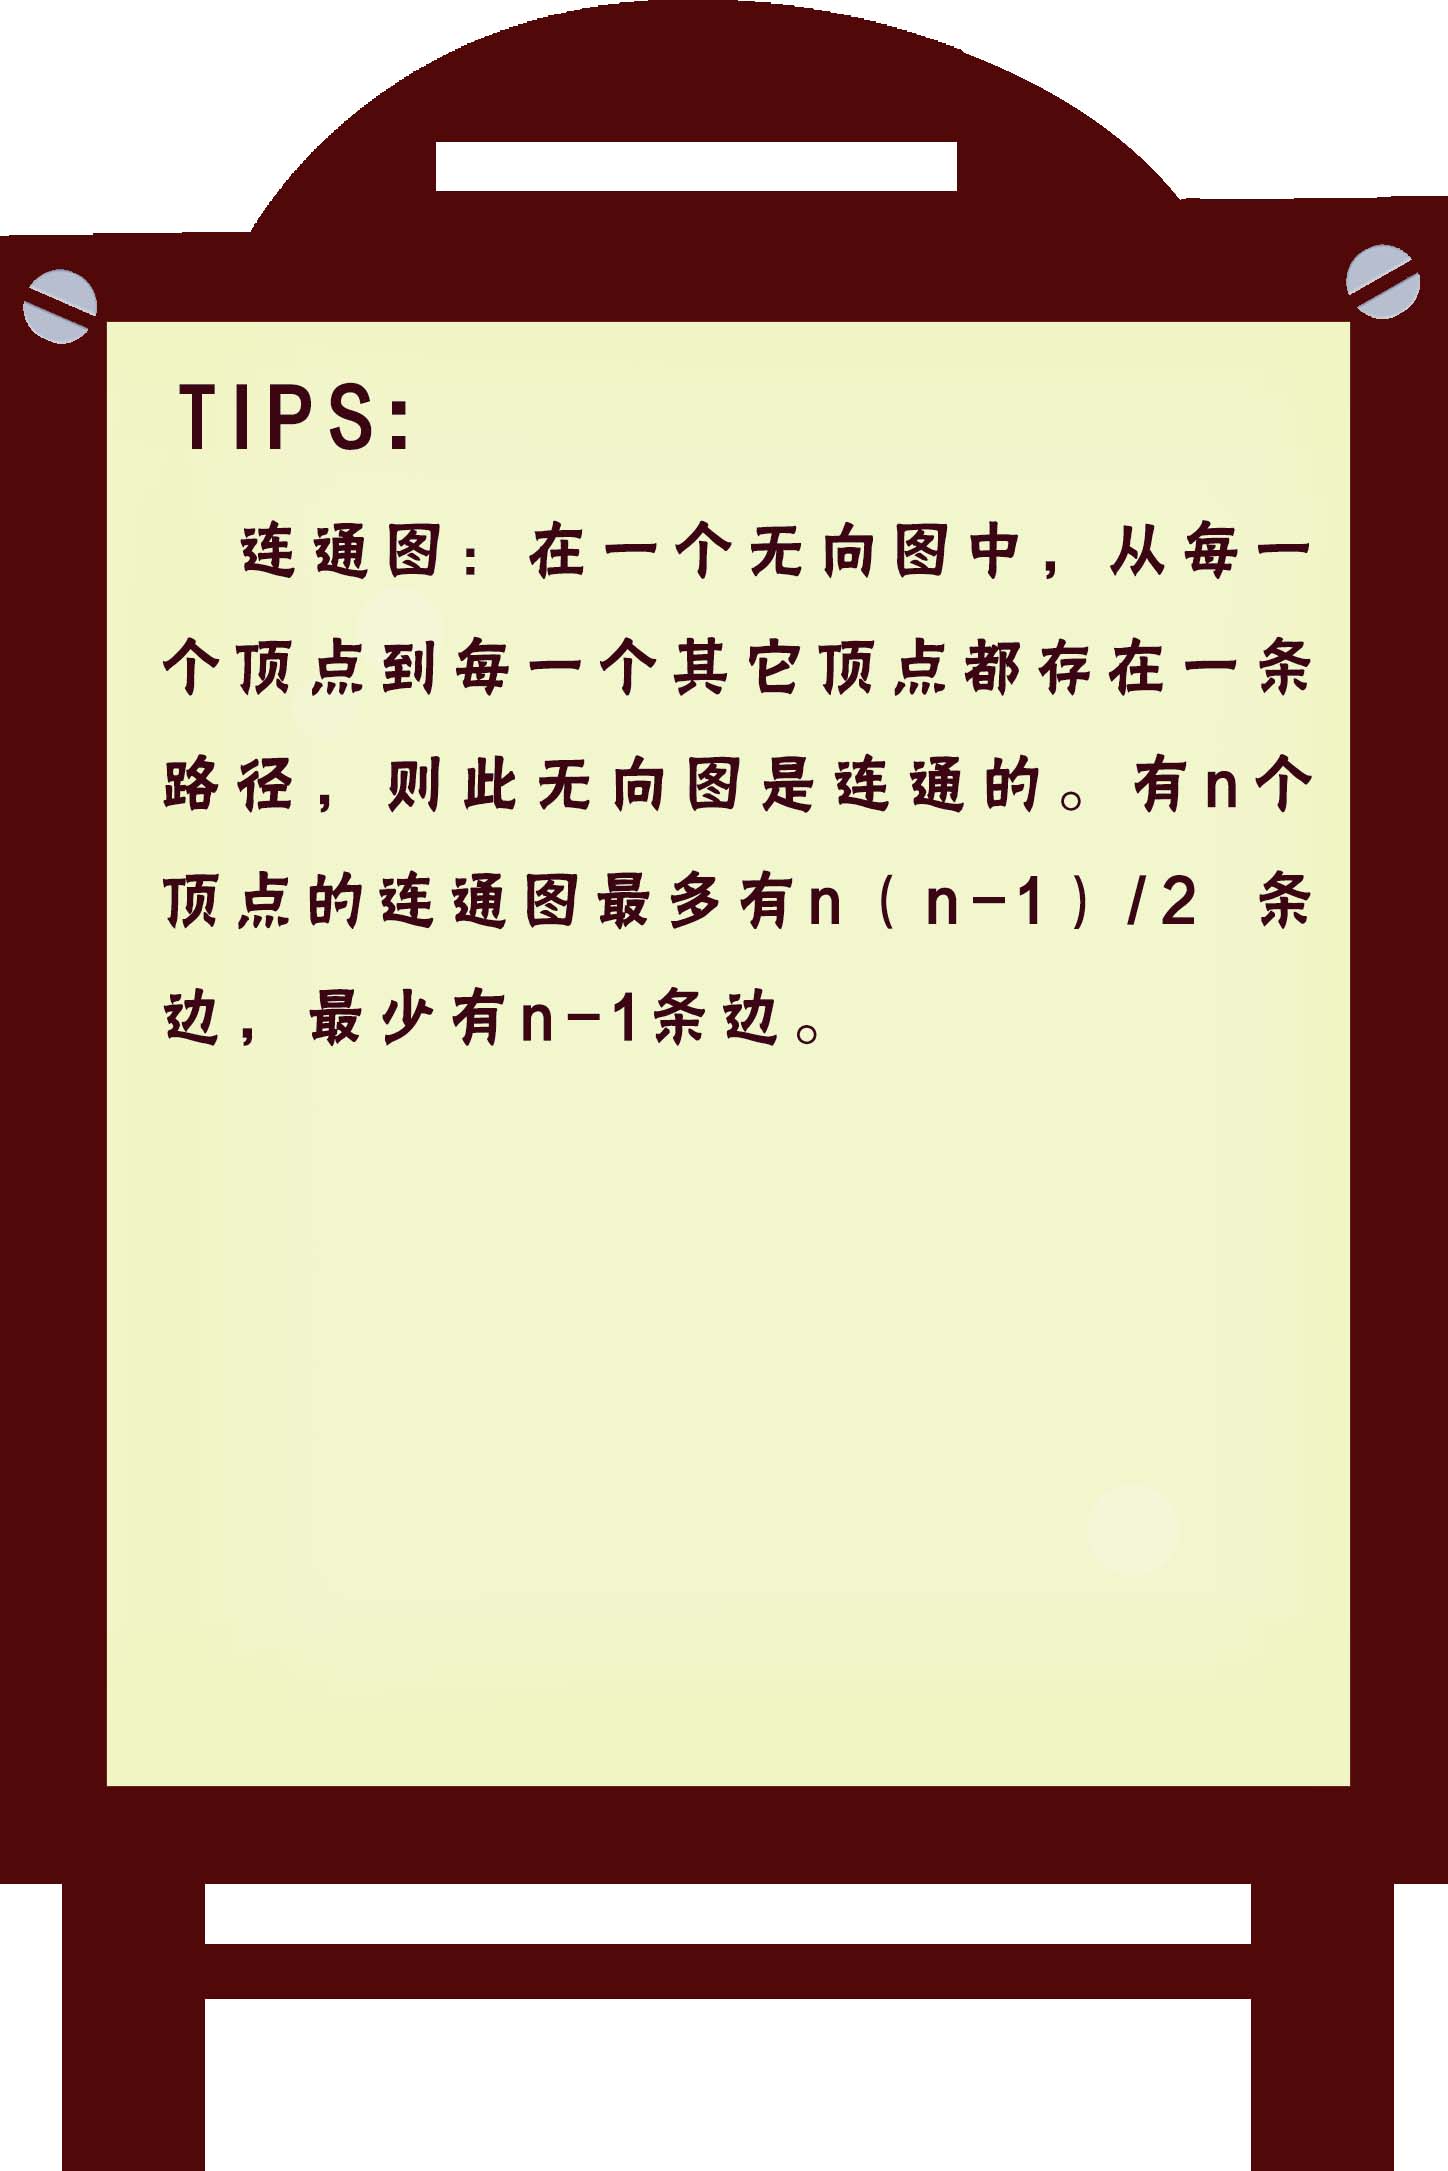 TIPS:
连通图：在一个无向图中，从每一
个顶点到每一个其它顶点都存在一条
路径，则此无向图是连通的。有n个
顶点的连通图最多有n（n-1）/2 条
边，最少有n-1条边。